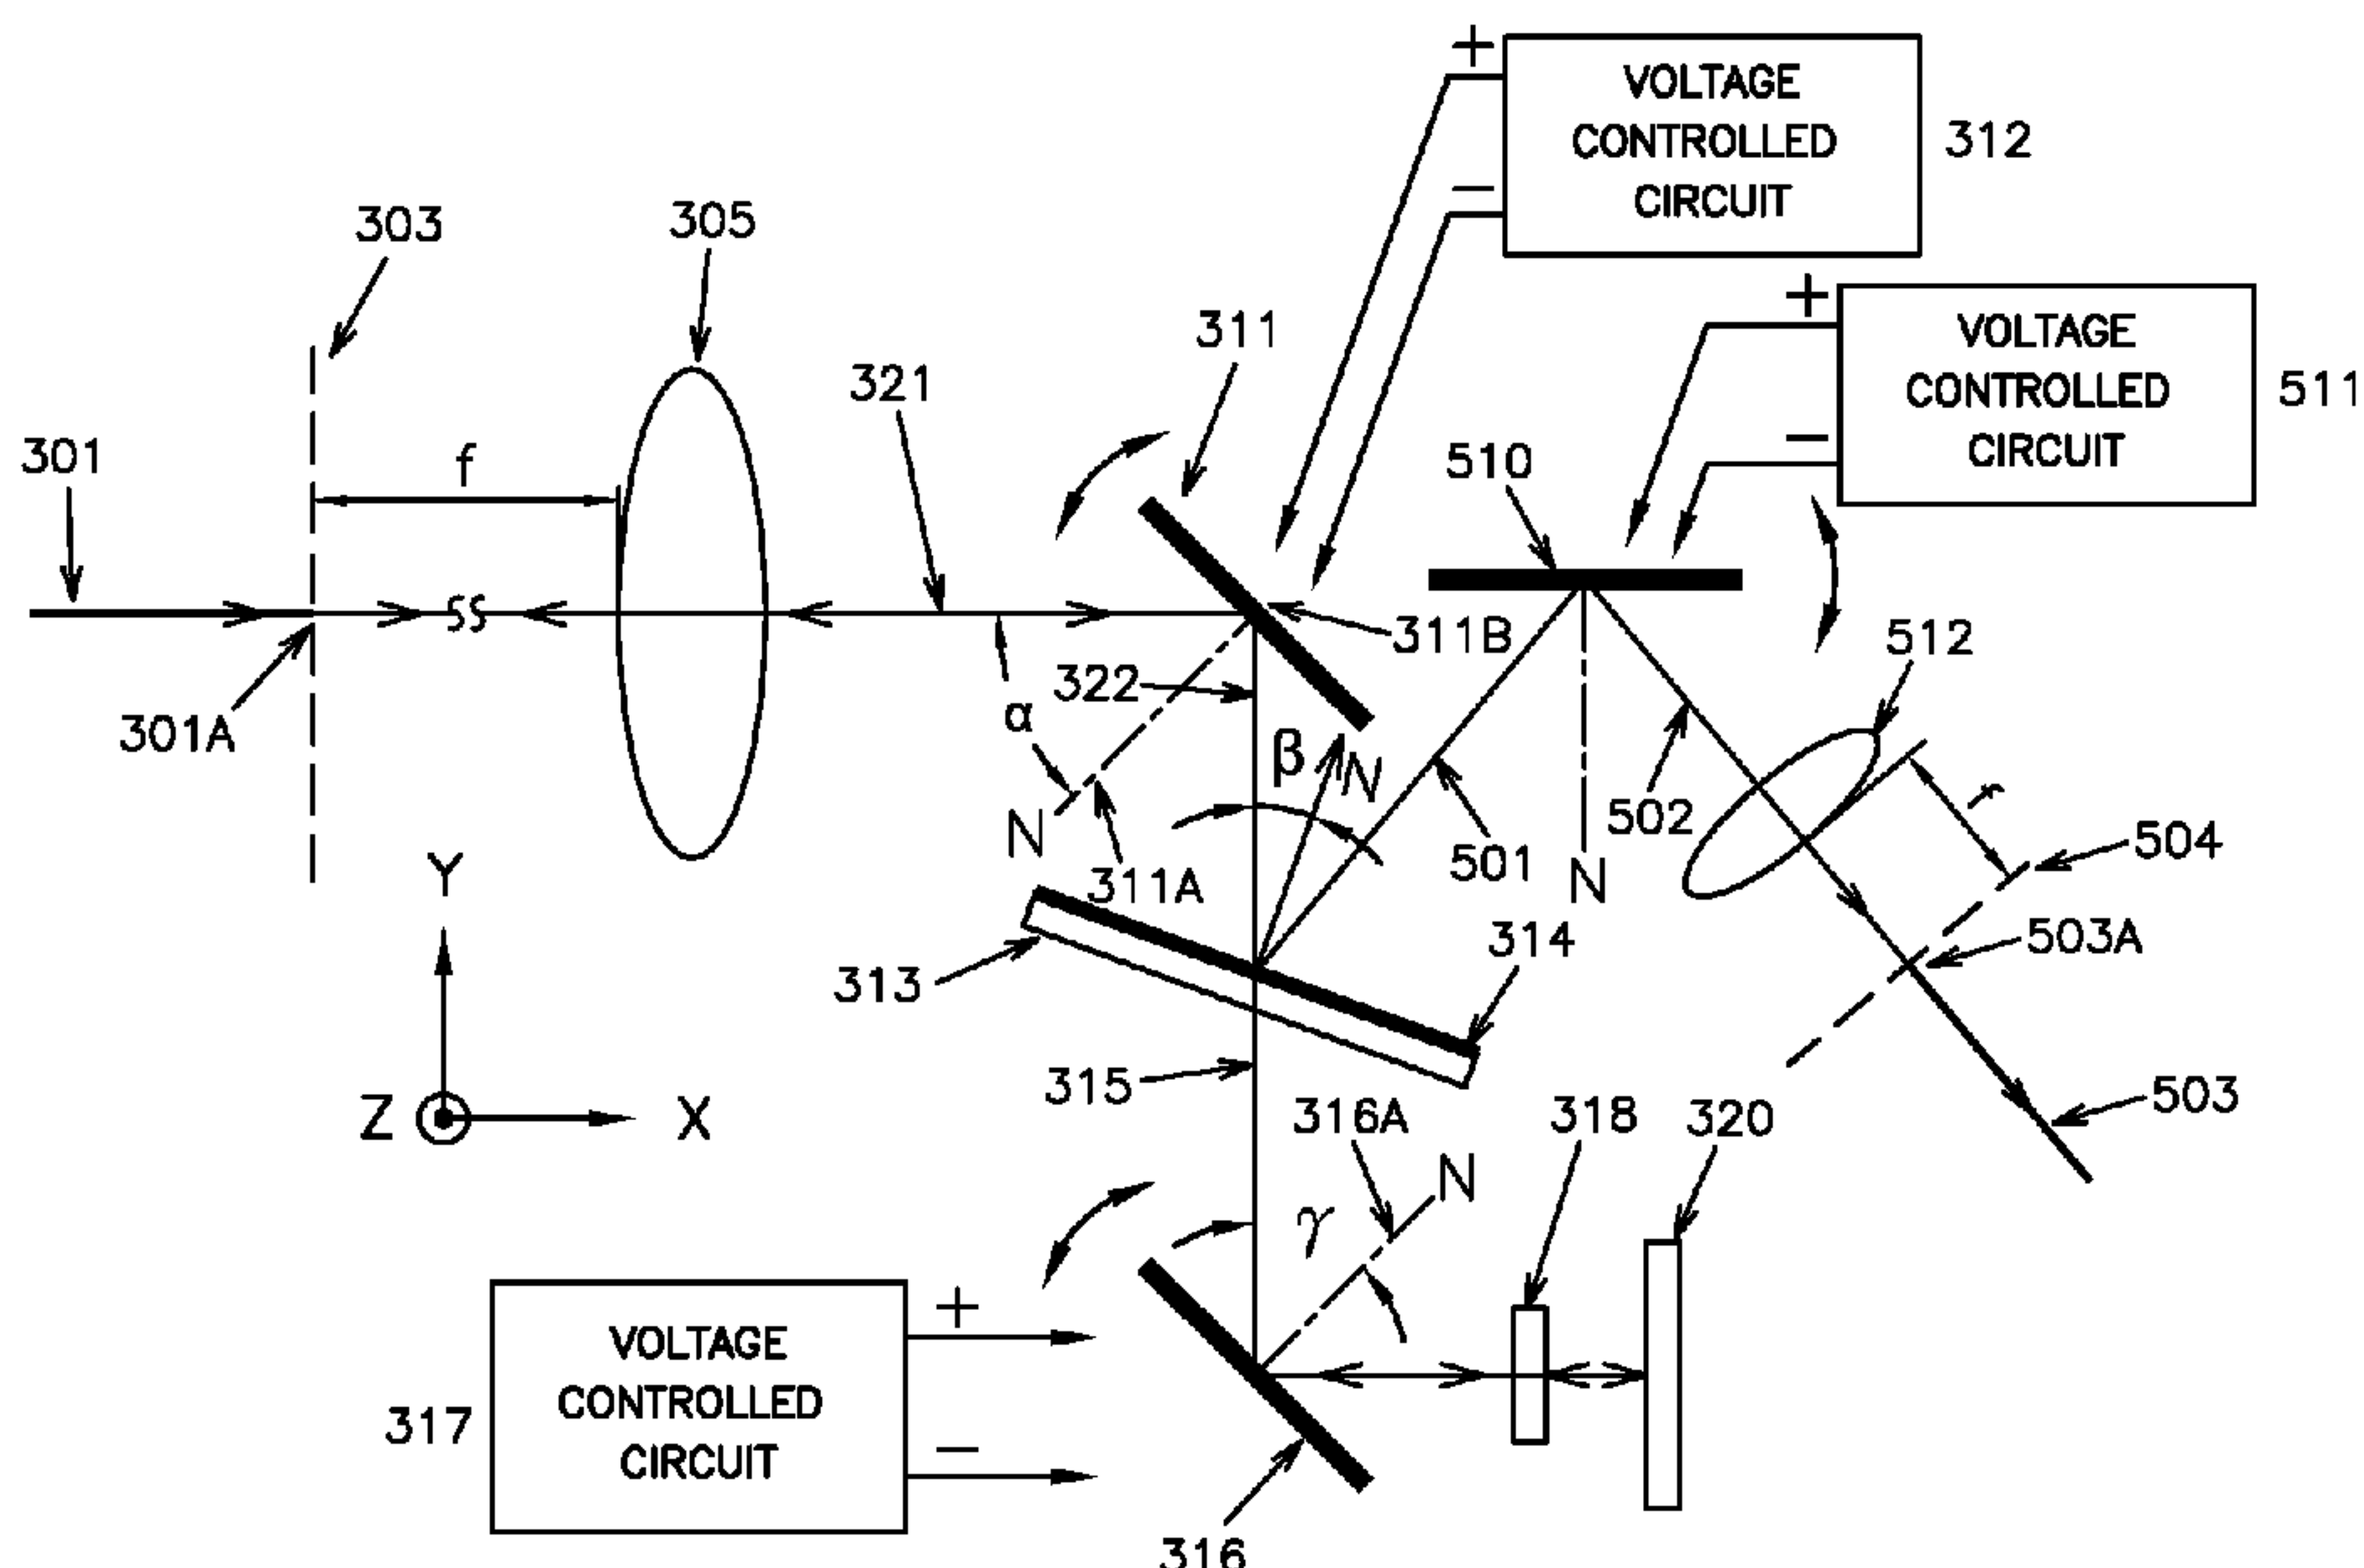 +
VOLTAGE
CONTROLLED
CIRCUIT
−
312
303
305
+
VOLTAGE
CONTROLLED
CIRCUIT
−
511
311
321
301
f
510
311B
512
322
301A
α
β
N
502
f
504
N
311A
501
N
503A
314
313
Y
315
Z
X
316A
318
320
503
N
γ
VOLTAGE
CONTROLLED
CIRCUIT
+
−
317
316